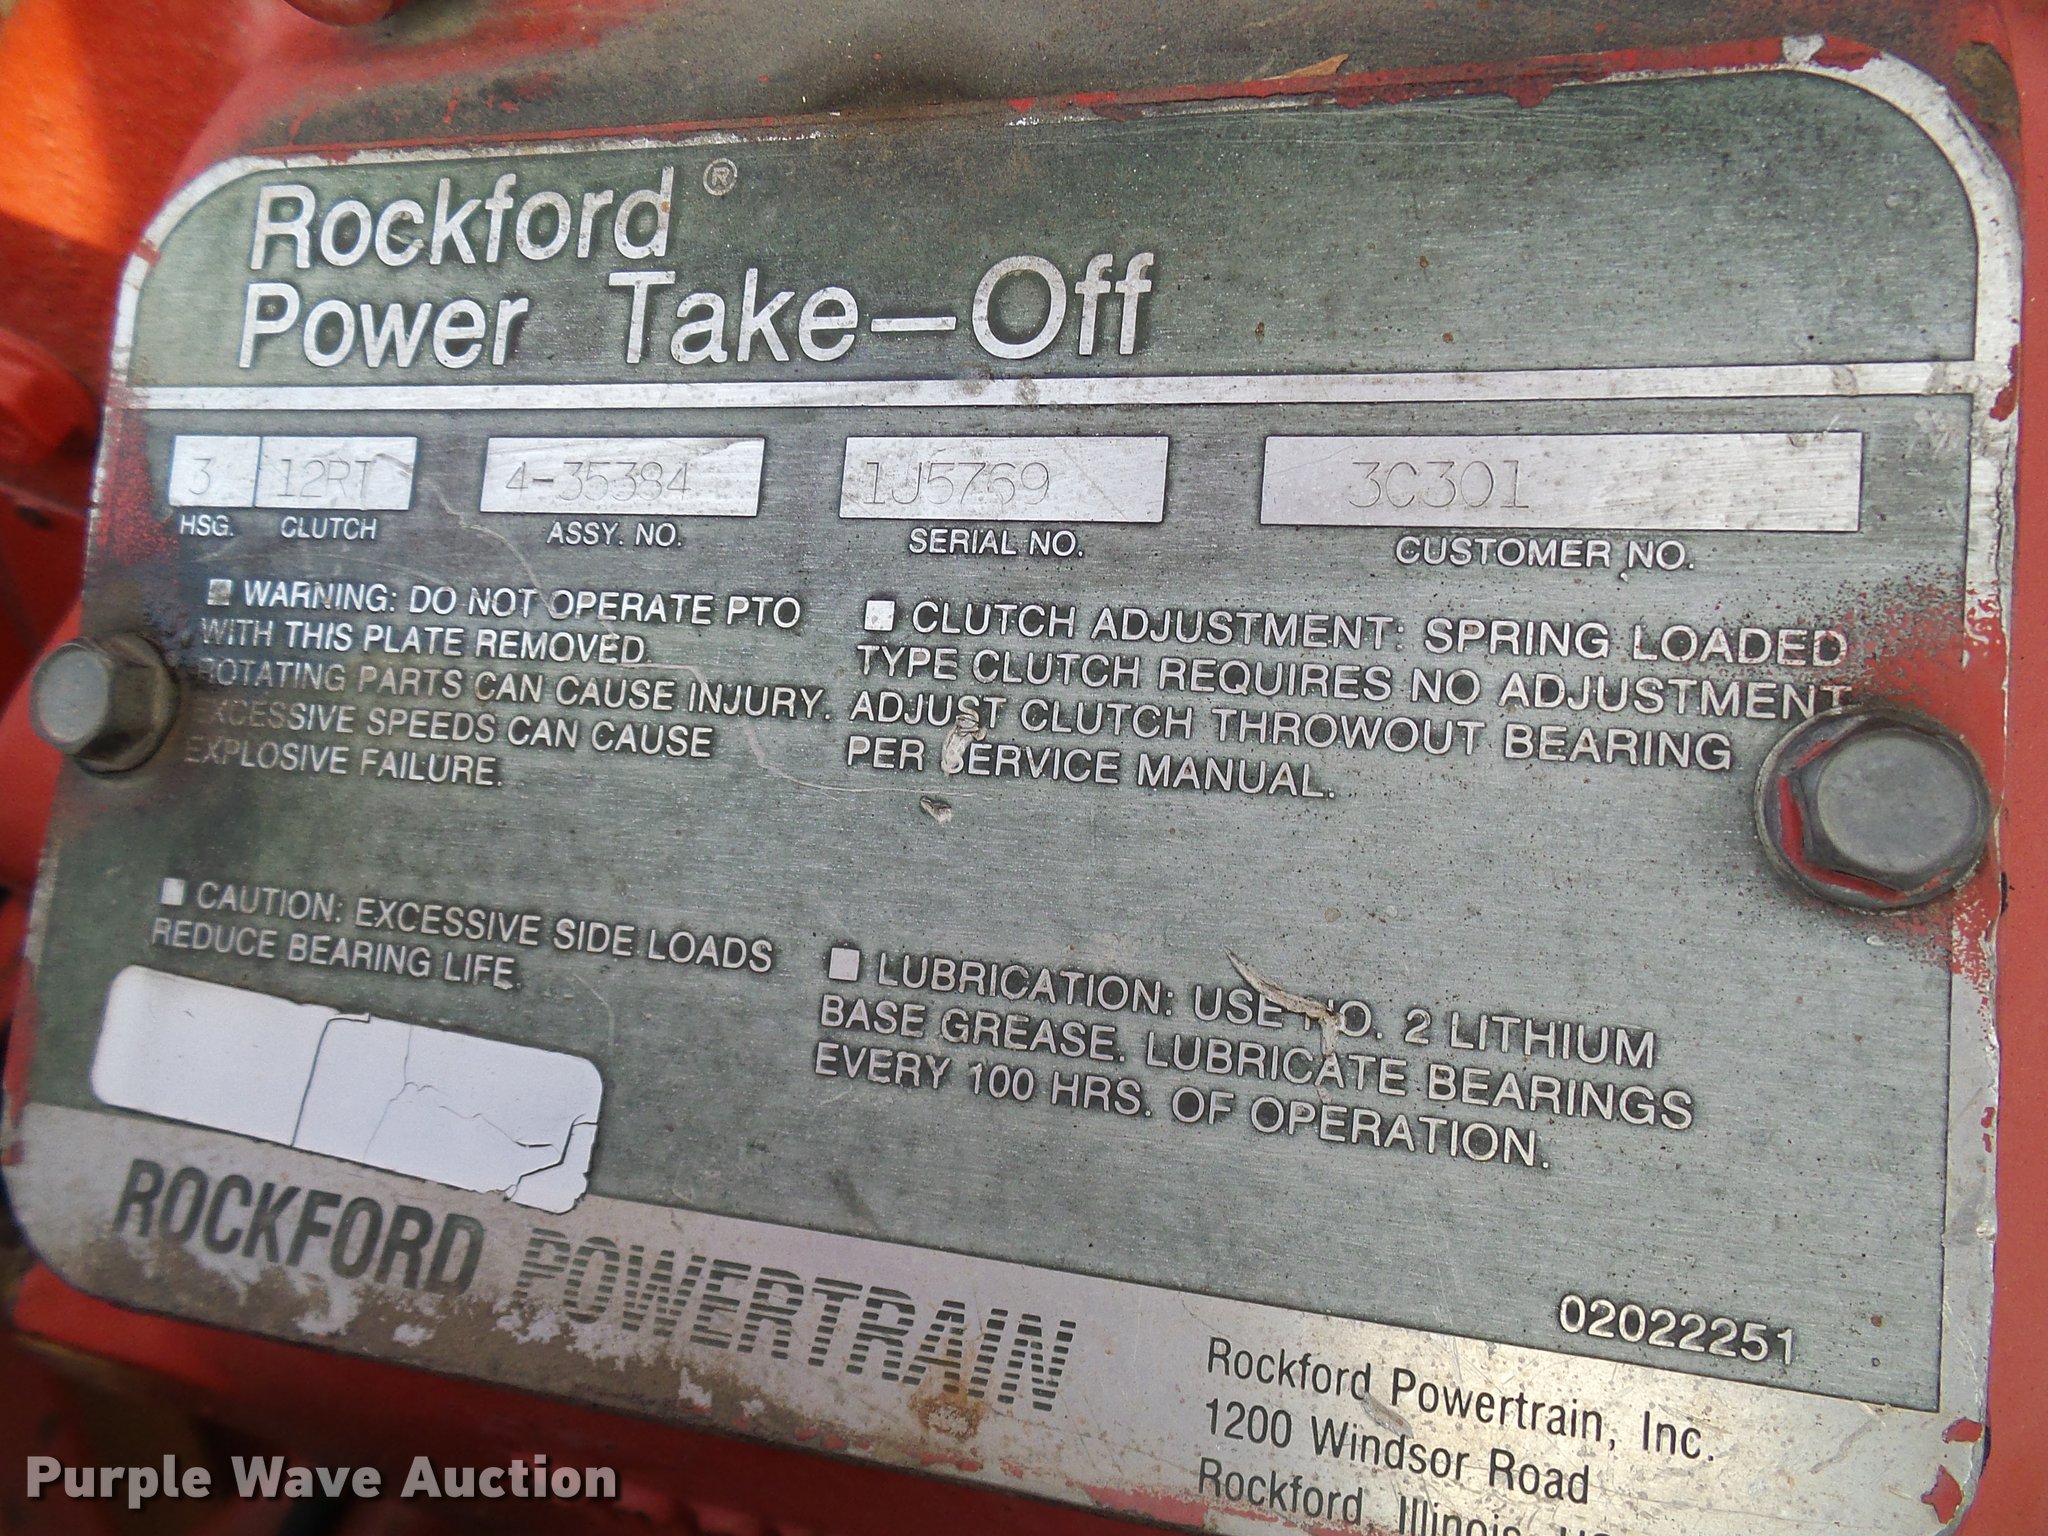 Rockford®
Power Take-Off
3 12RT 4-35384 1J5769 3C301
HSG. CLUTCH ASSY. NO. SERIAL NO. CUSTOMER NO.
WARNING: DO NOT OPERATE PTO
WITH THIS PLATE REMOVED.
ROTATING PARTS CAN CAUSE INJURY.
EXCESSIVE SPEEDS CAN CAUSE
EXPLOSIVE FAILURE.
CLUTCH ADJUSTMENT: SPRING LOADED
TYPE CLUTCH REQUIRES NO ADJUSTMENT
ADJUST CLUTCH THROWOUT BEARING
PER SERVICE MANUAL.
CAUTION: EXCESSIVE SIDE LOADS
REDUCE BEARING LIFE.
LUBRICATION: USE NO. 2 LITHIUM
BASE GREASE. LUBRICATE BEARINGS
EVERY 100 HRS. OF OPERATION.
02022251
ROCKFORD POWERTRAIN
Rockford Powertrain, Inc.
1200 Windsor Road
Rockford, Illinois
Purple Wave Auction